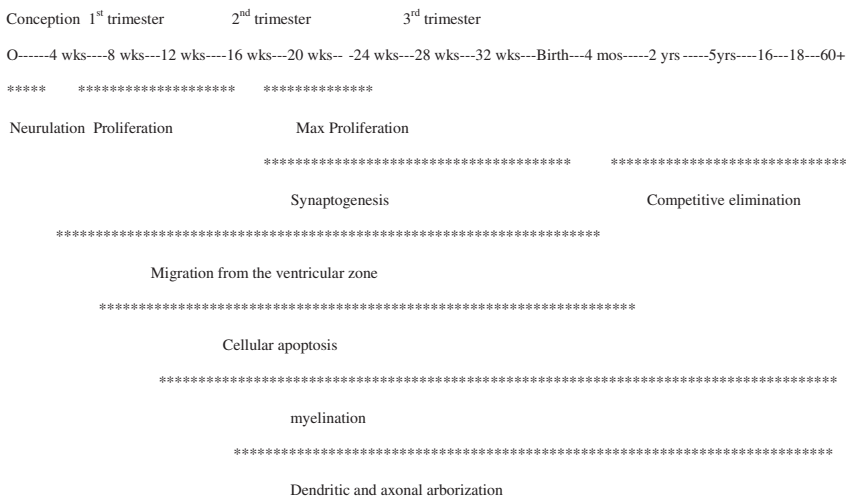 Conception 1st trimester 2nd trimester 3rd trimester
O------4 wks----8 wks---12 wks----16 wks---20 wks-- -24 wks---28 wks---32 wks---Birth---4 mos-----2 yrs -----5yrs----16---18---60+
***** ******************** **************
Neurulation Proliferation Max Proliferation
*************************************** ******************************
Synaptogenesis Competitive elimination
*********************************************************************
Migration from the ventricular zone
********************************************************************
Cellular apoptosis
**************************************************************************************
myelination
****************************************************************************
Dendritic and axonal arborization